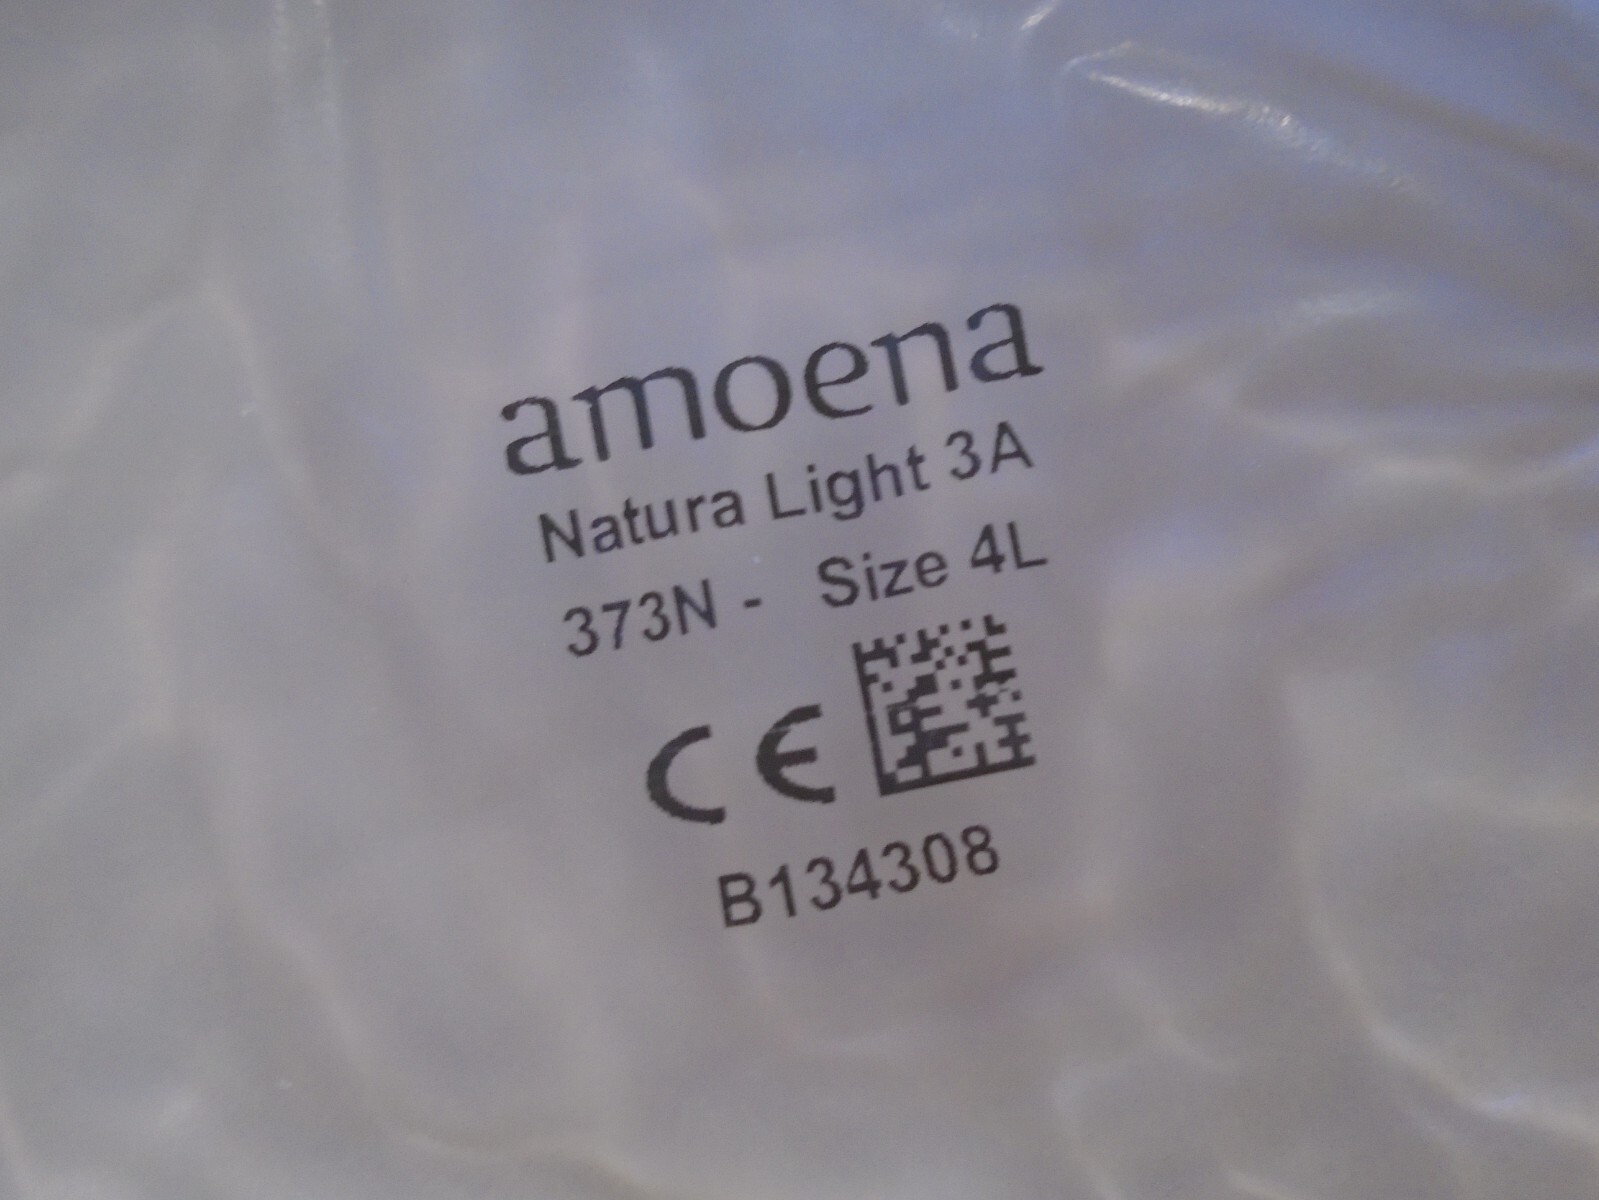 amoena
Natura Light 3A
373N - Size 4L
CE
B134308